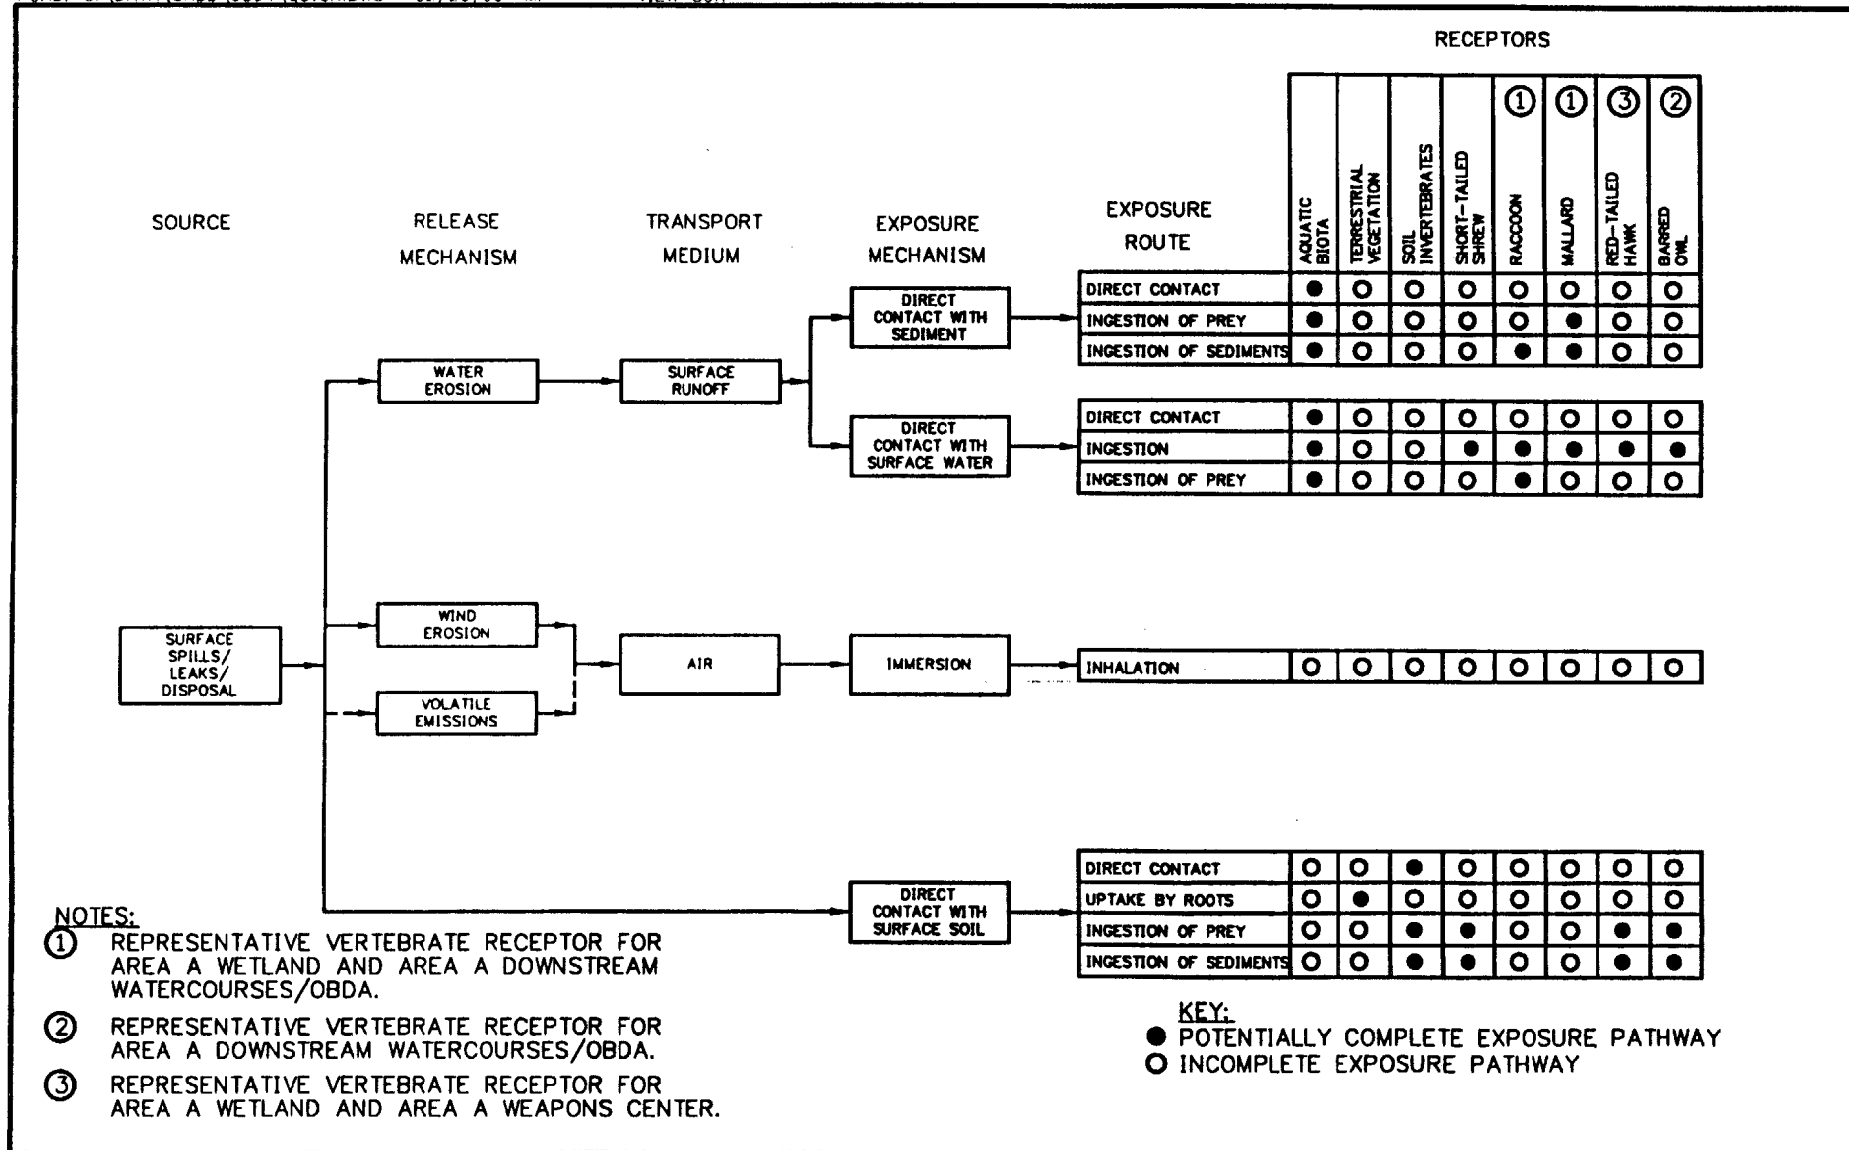 RECEPTORS
1 1 3 2
AQUATIC
BIOTA
TERRESTRIAL
VEGETATION
SOIL
INVERTEBRATES
SHORT-TAILED
SHREW
RACCOON
MALLARD
RED-TAILED
HAWK
BARRED
OWL
SOURCE
RELEASE
MECHANISM
TRANSPORT
MEDIUM
EXPOSURE
MECHANISM
EXPOSURE
ROUTE
DIRECT
CONTACT WITH
SEDIMENT
DIRECT CONTACT
INGESTION OF PREY
INGESTION OF SEDIMENTS
WATER
EROSION
SURFACE
RUNOFF
DIRECT
CONTACT WITH
SURFACE WATER
DIRECT CONTACT
INGESTION
INGESTION OF PREY
SURFACE
SPILLS/
LEAKS/
DISPOSAL
WIND
EROSION
VOLATILE
EMISSIONS
AIR
IMMERSION
INHALATION
DIRECT
CONTACT WITH
SURFACE SOIL
DIRECT CONTACT
UPTAKE BY ROOTS
INGESTION OF PREY
INGESTION OF SEDIMENTS
NOTES:
1 REPRESENTATIVE VERTEBRATE RECEPTOR FOR
AREA A WETLAND AND AREA A DOWNSTREAM
WATERCOURSES/OBDA.
2 REPRESENTATIVE VERTEBRATE RECEPTOR FOR
AREA A DOWNSTREAM WATERCOURSES/OBDA.
3 REPRESENTATIVE VERTEBRATE RECEPTOR FOR
AREA A WETLAND AND AREA A WEAPONS CENTER.
KEY:
● POTENTIALLY COMPLETE EXPOSURE PATHWAY
○ INCOMPLETE EXPOSURE PATHWAY